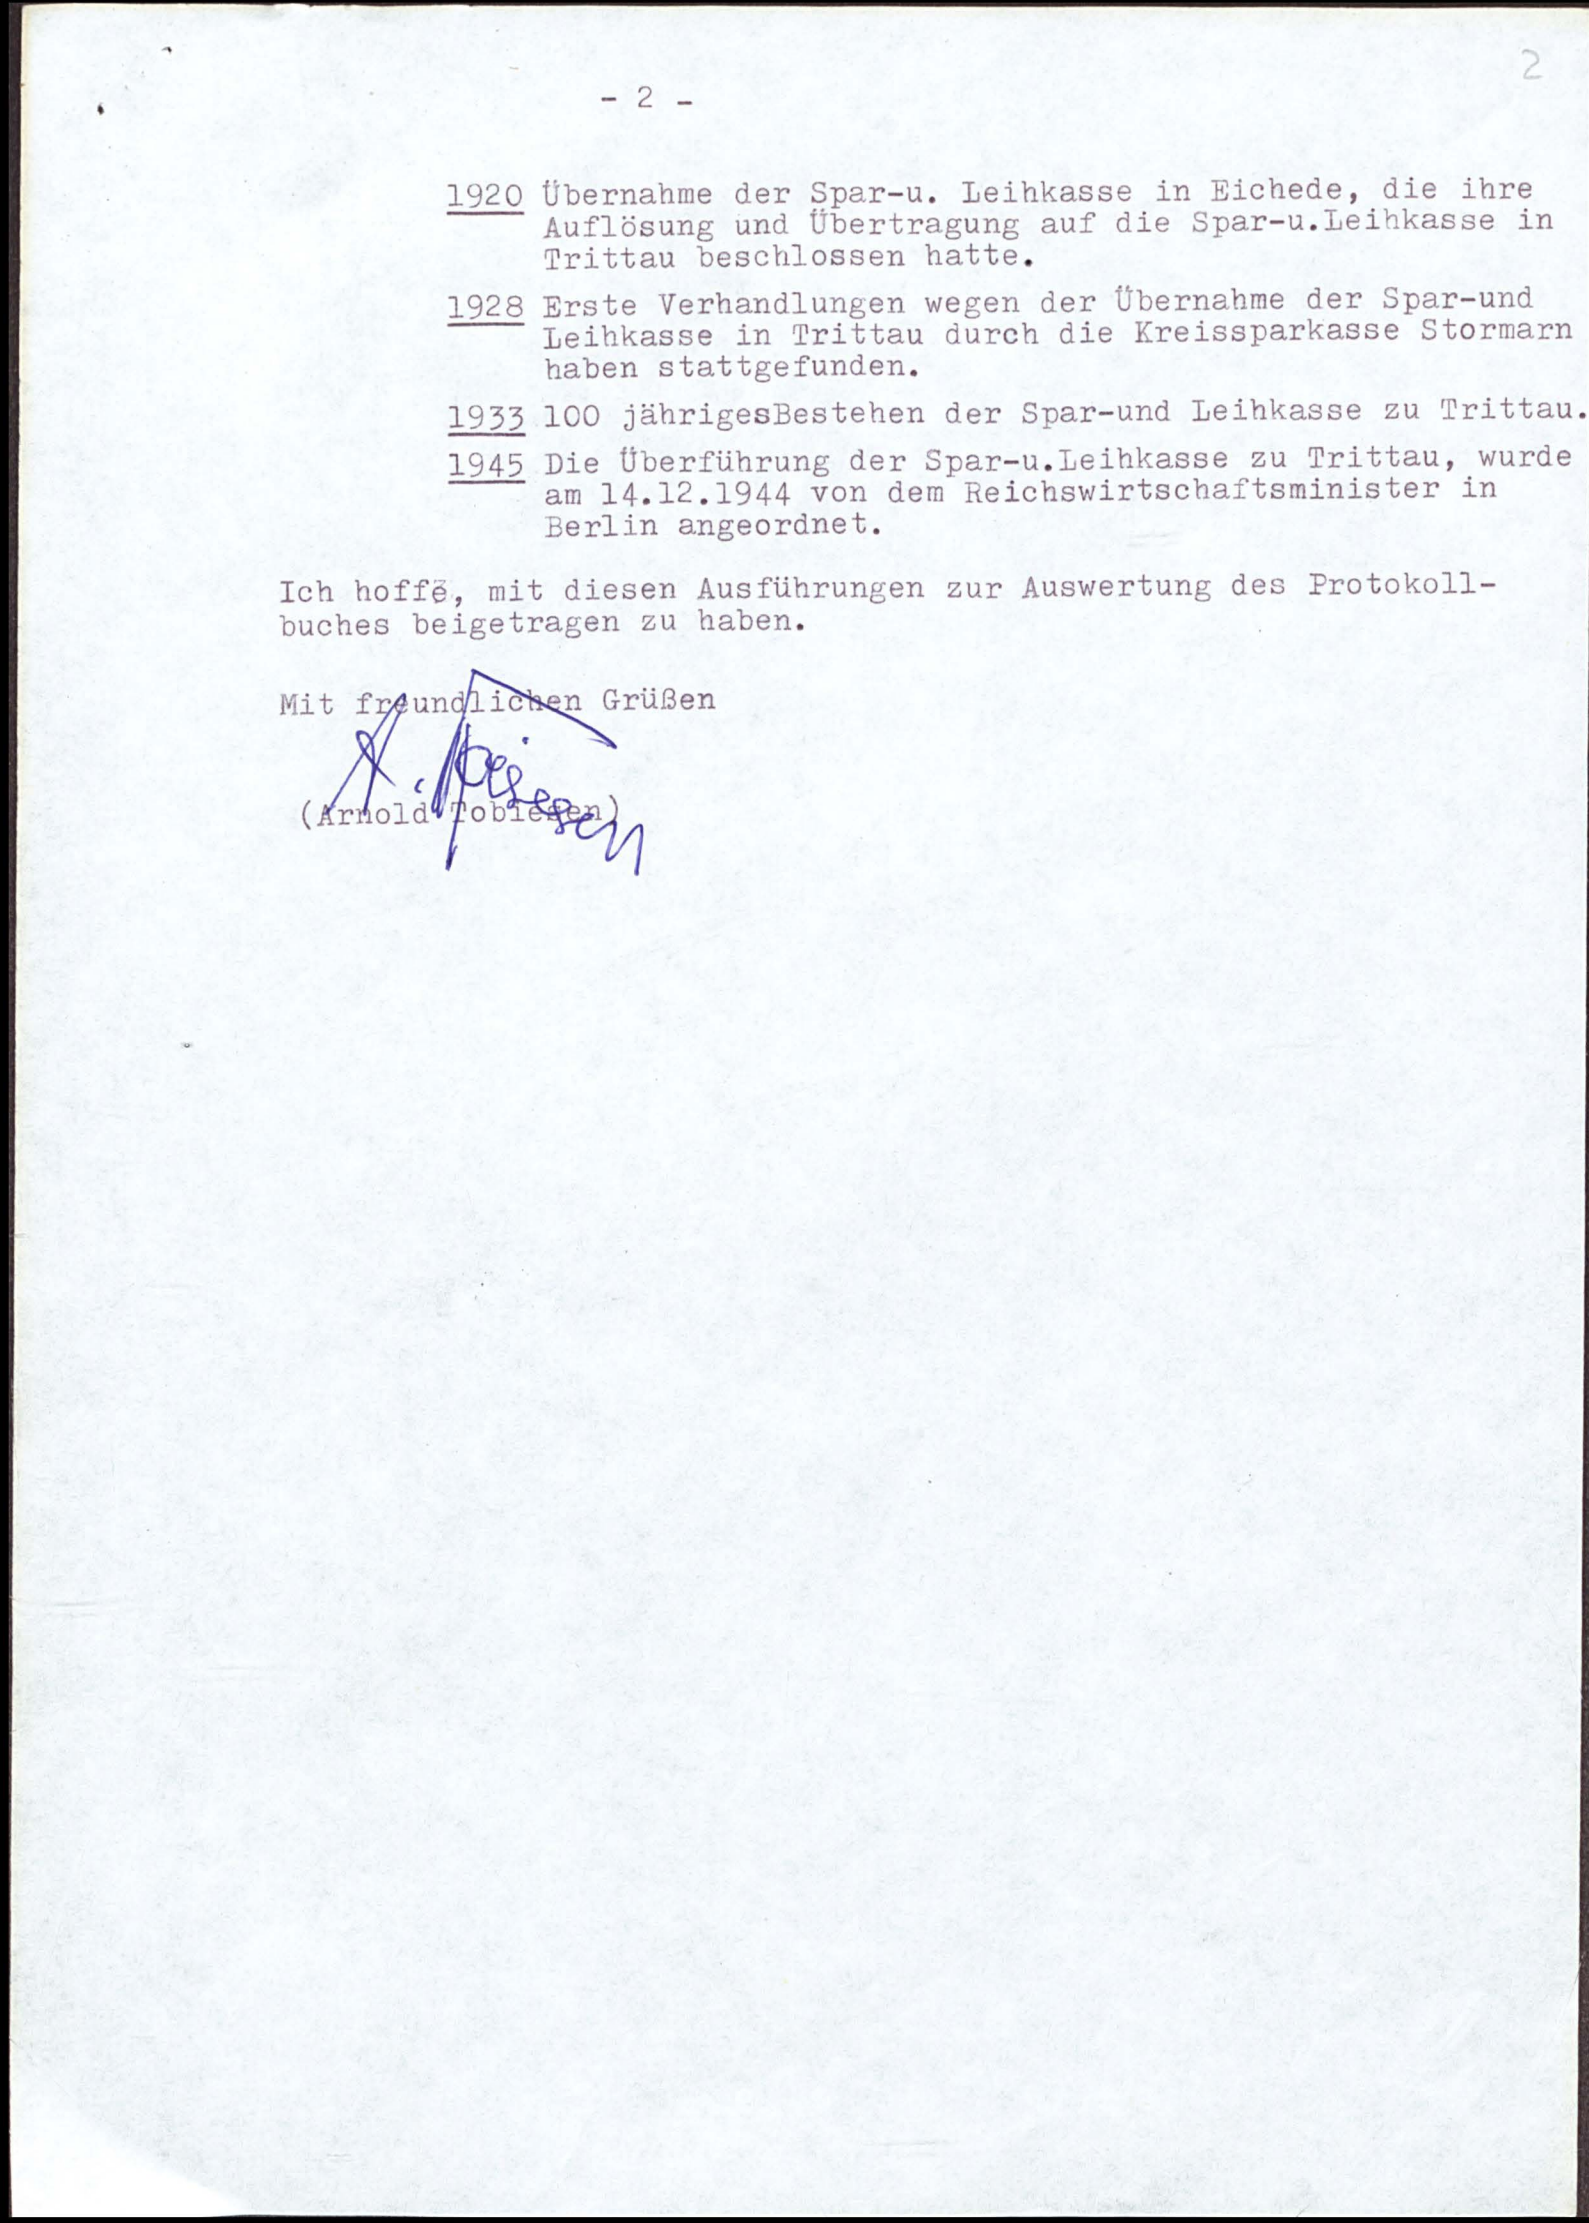 2
- 2 -
1920 Übernahme der Spar-u. Leihkasse in Eichede, die ihre
Auflösung und Übertragung auf die Spar-u.Leihkasse in
Trittau beschlossen hatte.
1928 Erste Verhandlungen wegen der Übernahme der Spar-und
Leihkasse in Trittau durch die Kreissparkasse Stormarn
haben stattgefunden.
1933 100 jährigesBestehen der Spar-und Leihkasse zu Trittau.
1945 Die Überführung der Spar-u.Leihkasse zu Trittau, wurde
am 14.12.1944 von dem Reichswirtschaftsminister in
Berlin angeordnet.
Ich hoffe, mit diesen Ausführungen zur Auswertung des Protokoll-
buches beigetragen zu haben.
Mit freundlichen Grüßen
A. Tobiesen
(Arnold Tobiesen)